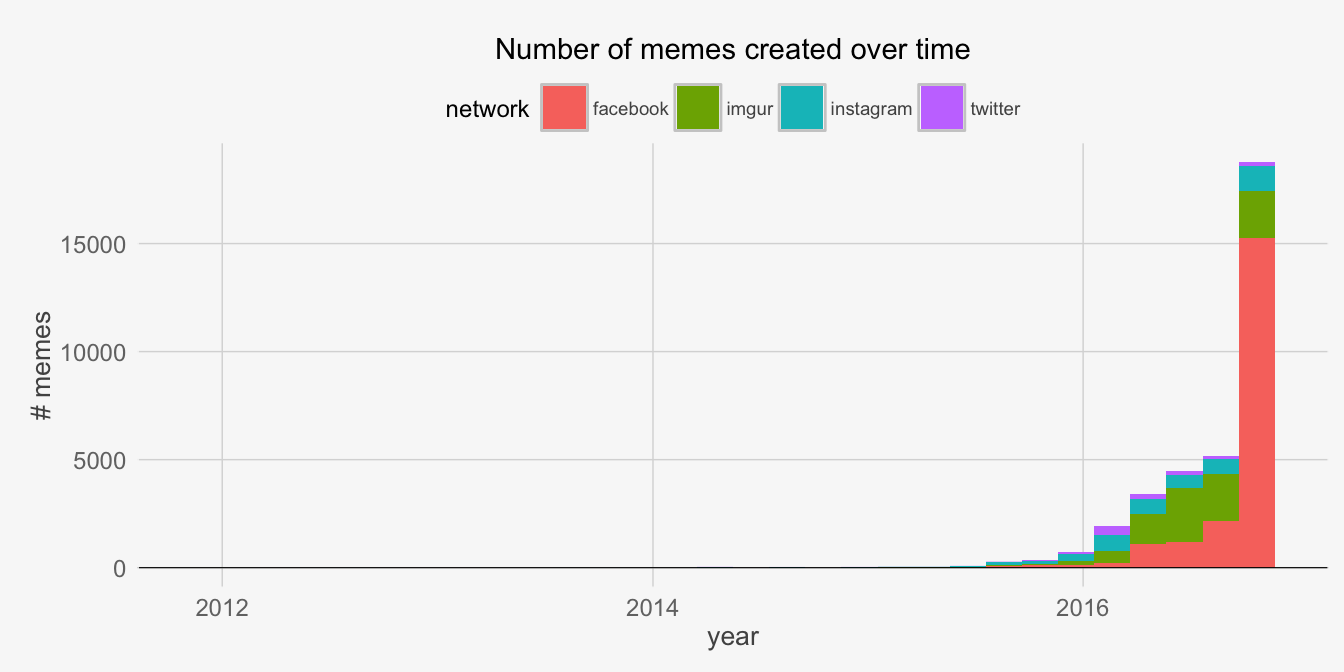 Number of memes created over time
network facebook imgur instagram twitter
15000
10000
5000
0
# memes
2012 2014 2016
year